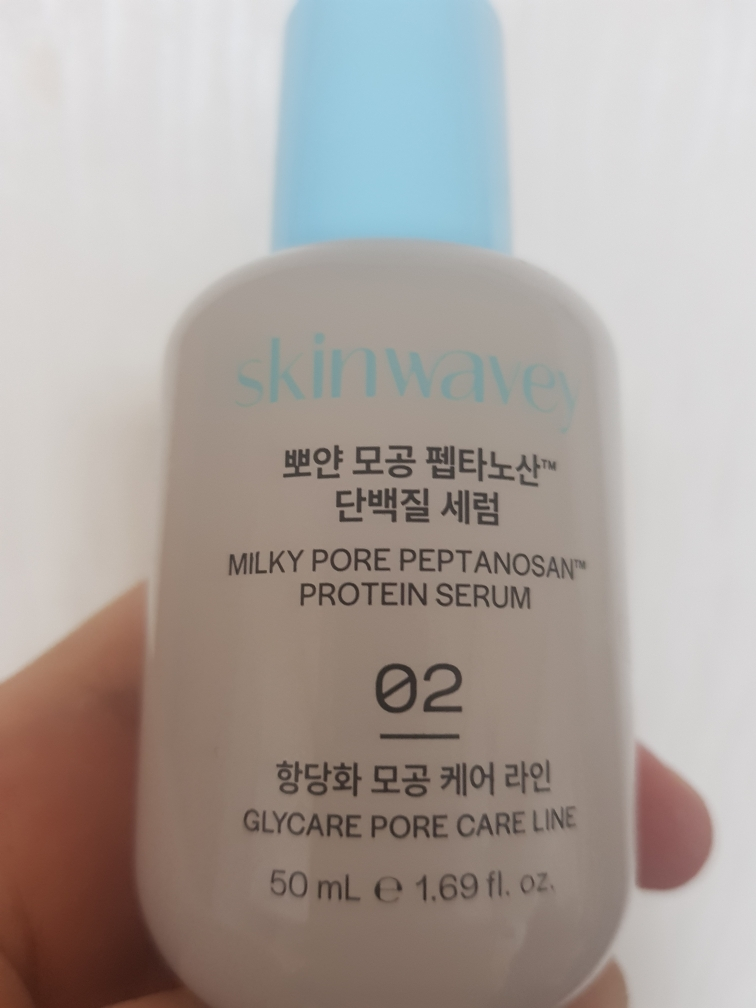 skinwavey
뽀얀 모공 펩타노산™
단백질 세럼
MILKY PORE PEPTANOSAN™
PROTEIN SERUM
02
항당화 모공 케어 라인
GLYCARE PORE CARE LINE
50 mL ℮ 1.69 fl. oz.